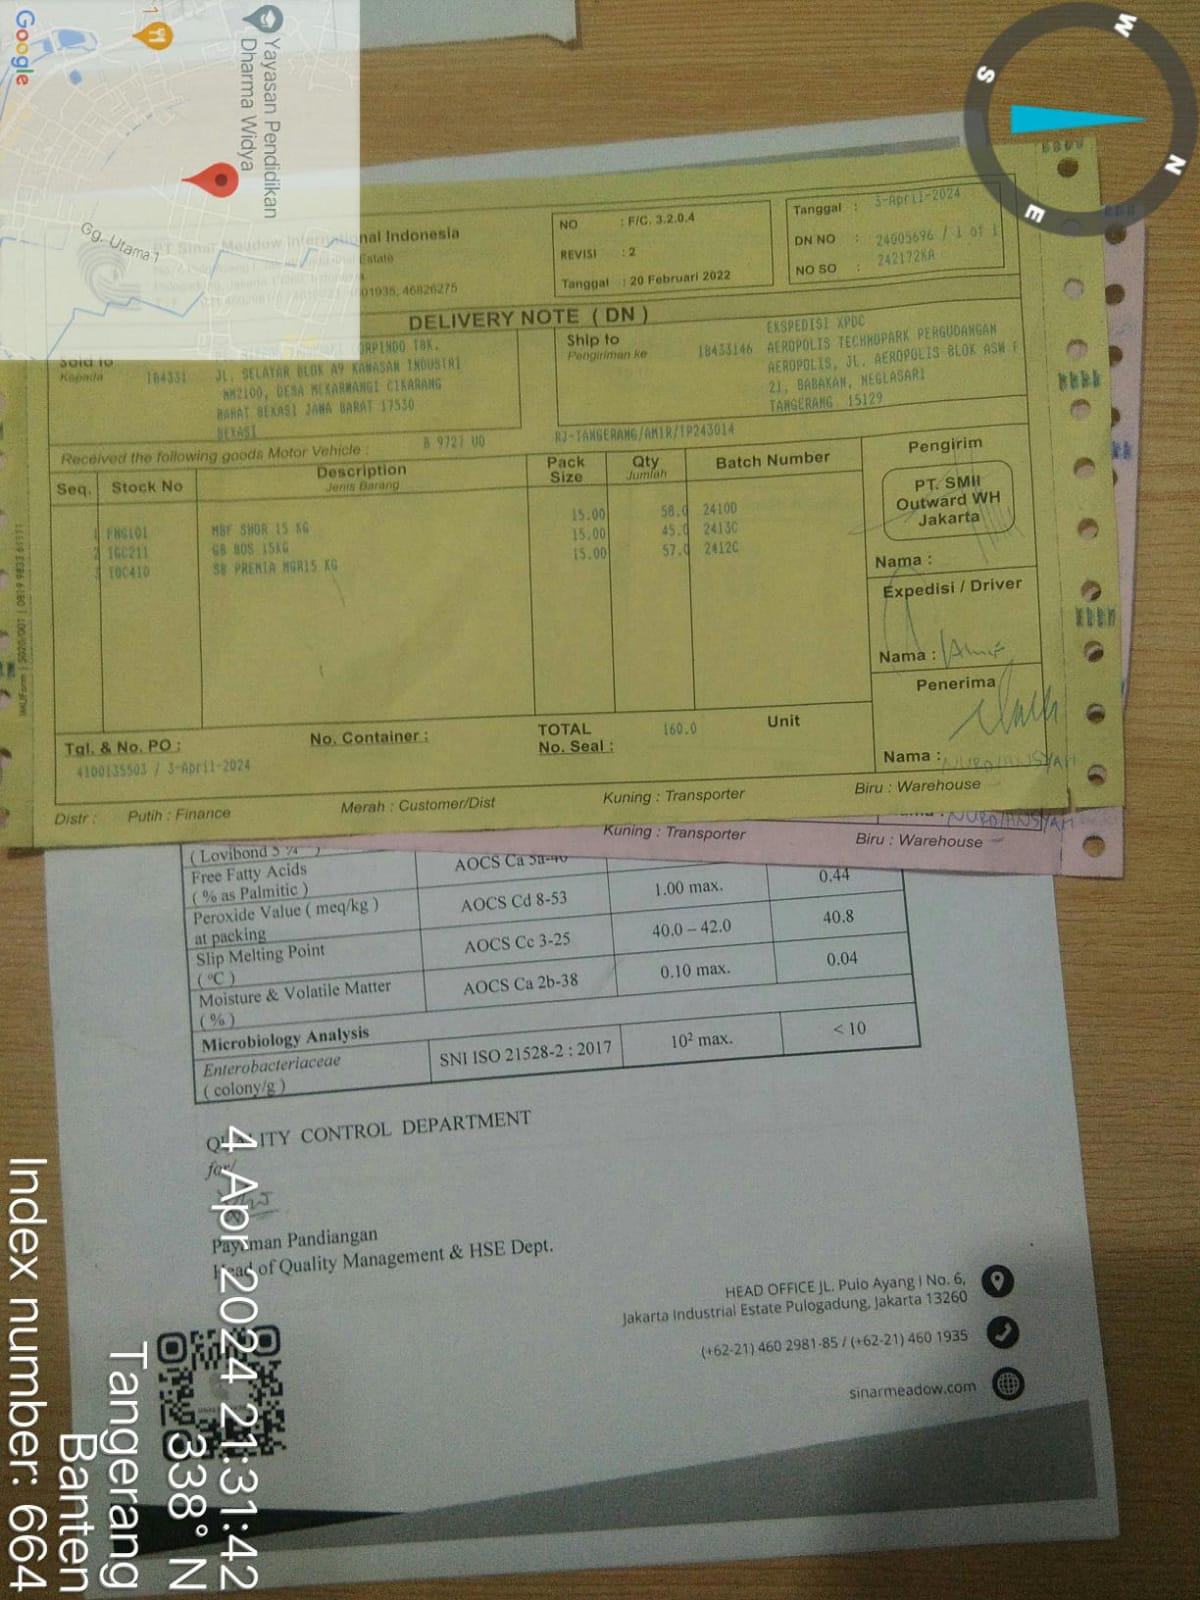 Google
Yayasan Pendidikan
Dharma Widya
Gg. Utama 1
W
S
N
E
PT Sinar Meadow International Indonesia
Estate
01935, 46826275
NO : F/C. 3.2.0.4
REVISI : 2
Tanggal : 20 Februari 2022
Tanggal : 3-April-2024
DN NO : 24005696 / 1 of 1
NO SO : 242172KA
DELIVERY NOTE ( DN )
Sold to
Kepada
184331
ORPINDO TBK.
JL. SELAYAR BLOK A9 KAWASAN INDUSTRI
MM2100, DESA MEKARWANGI CIKARANG
BARAT BEKASI JAWA BARAT 17530
BEKASI
Ship to
Pengiriman ke
18433146
EKSPEDISI XPDC
AEROPOLIS TECHNOPARK PERGUDANGAN
AEROPOLIS, JL. AEROPOLIS BLOK ASW F
21, BABAKAN, NEGLASARI
TANGERANG 15129
Received the following goods Motor Vehicle : B 9727 UO
RJ-TANGERANG/AMIR/TP243014
Seq. Stock No Description Pack Size Qty Batch Number
Jenis Barang Jumlah
1 FNG101 MBF SHOR 15 KG 15.00 58.0 2410D
2 IGC211 GB BOS 15KG 15.00 45.0 2413C
3 IOC410 SB PREMIA MGR15 KG 15.00 57.0 2412C
Pengirim
PT. SMII
Outward WH
Jakarta
Nama :
Expedisi / Driver
Nama : Amir
Penerima
Nama : NURDIANSYAH
Tgl. & No. PO :
4100135503 / 3-April-2024
No. Container :
TOTAL 160.0 Unit
No. Seal :
Distr : Putih : Finance Merah : Customer/Dist Kuning : Transporter Biru : Warehouse
NURDIANSYAH
Kuning : Transporter Biru : Warehouse
( Lovibond 5 ¼ )
Free Fatty Acids
( % as Palmitic ) AOCS Ca 5a-40
Peroxide Value ( meq/kg )
at packing AOCS Cd 8-53 1.00 max. 0.44
Slip Melting Point
( °C ) AOCS Cc 3-25 40.0 – 42.0 40.8
Moisture & Volatile Matter
( % ) AOCS Ca 2b-38 0.10 max. 0.04
Microbiology Analysis
Enterobacteriaceae
( colony/g ) SNI ISO 21528-2 : 2017 10² max. < 10
QUALITY CONTROL DEPARTMENT
for/
Payaman Pandiangan
Head of Quality Management & HSE Dept.
HEAD OFFICE JL. Pulo Ayang I No. 6,
Jakarta Industrial Estate Pulogadung, Jakarta 13260
(+62-21) 460 2981-85 / (+62-21) 460 1935
sinarmeadow.com
4 Apr 2024 21:31:42
338° N
Tangerang
Banten
Index number: 664